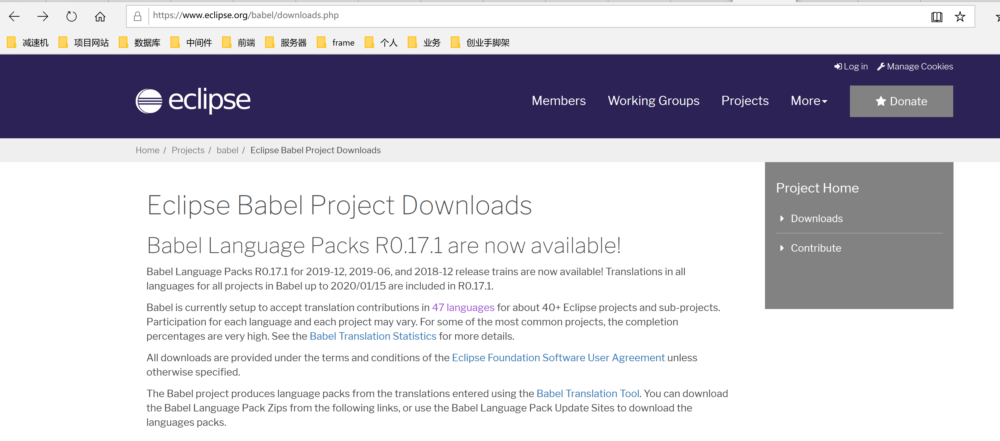 https://www.eclipse.org/babel/downloads.php
减速机 项目网站 数据库 中间件 前端 服务器 frame 个人 业务 创业手脚架
Log in Manage Cookies
eclipse Members Working Groups Projects More Donate
Home / Projects / babel / Eclipse Babel Project Downloads
Eclipse Babel Project Downloads
Babel Language Packs R0.17.1 are now available!
Babel Language Packs R0.17.1 for 2019-12, 2019-06, and 2018-12 release trains are now available! Translations in all
languages for all projects in Babel up to 2020/01/15 are included in R0.17.1.
Babel is currently setup to accept translation contributions in 47 languages for about 40+ Eclipse projects and sub-projects.
Participation for each language and each project may vary. For some of the most common projects, the completion
percentages are very high. See the Babel Translation Statistics for more details.
All downloads are provided under the terms and conditions of the Eclipse Foundation Software User Agreement unless
otherwise specified.
The Babel project produces language packs from the translations entered using the Babel Translation Tool. You can download
the Babel Language Pack Zips from the following links, or use the Babel Language Pack Update Sites to download the
languages packs.
Project Home
Downloads
Contribute